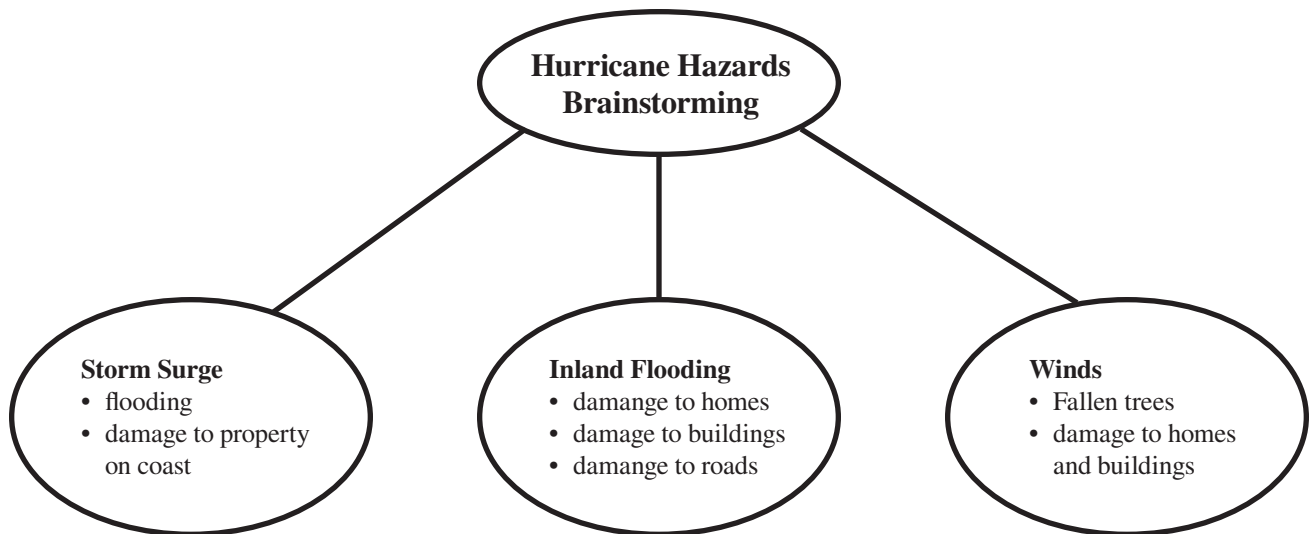 Hurricane Hazards
Brainstorming
Storm Surge
• flooding
• damage to property
on coast
Inland Flooding
• damange to homes
• damage to buildings
• damange to roads
Winds
• Fallen trees
• damage to homes
and buildings